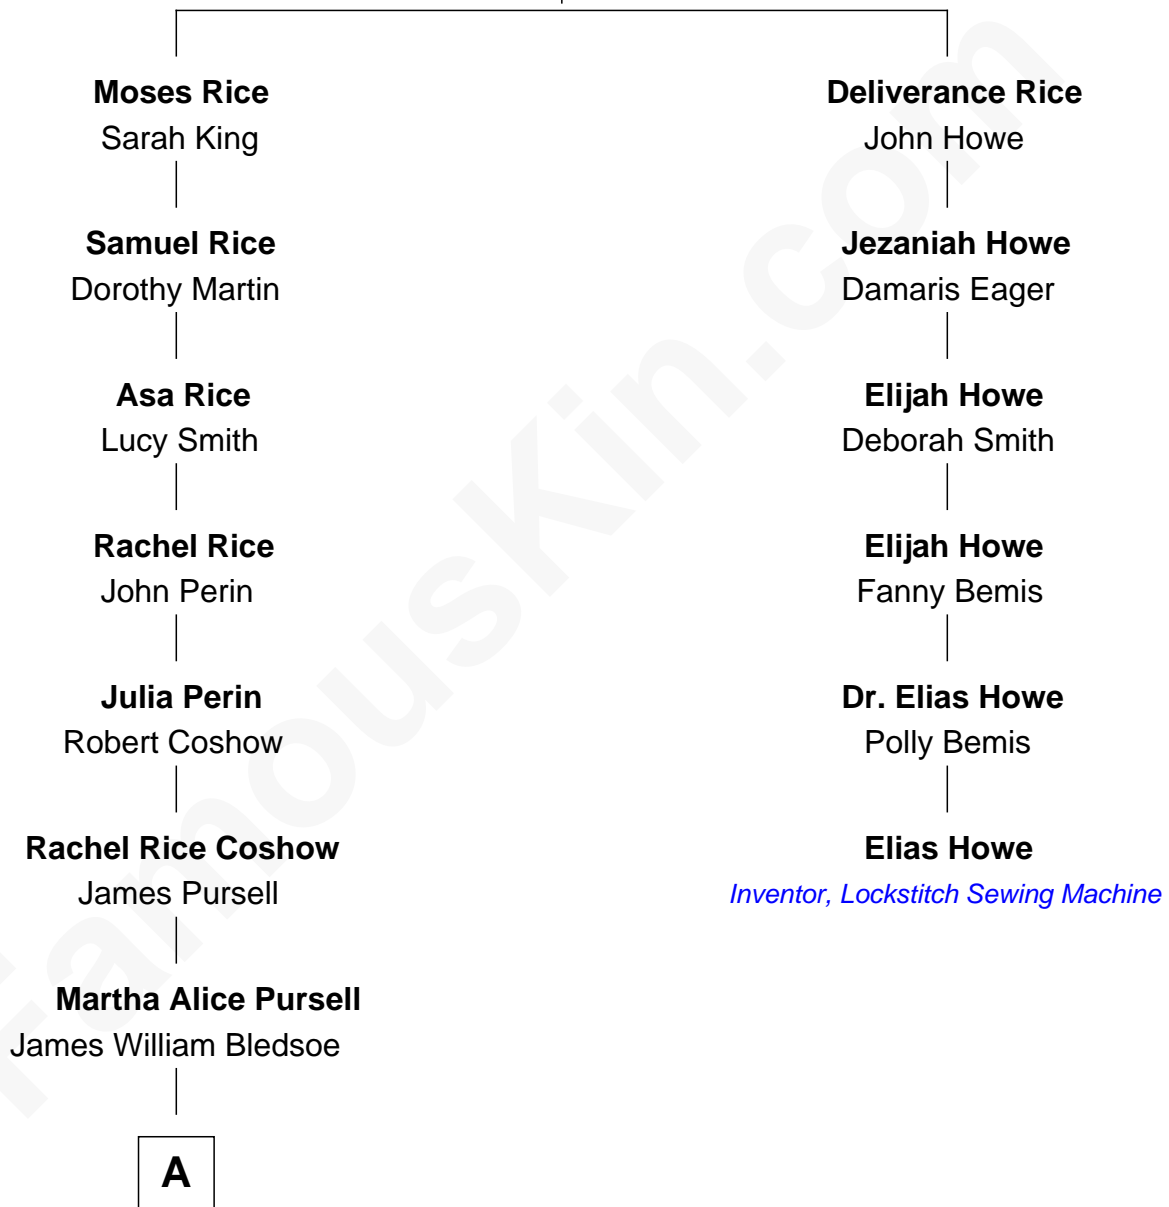 Moses Rice
Sarah King
Samuel Rice
Dorothy Martin
Asa Rice
Lucy Smith
Rachel Rice
John Perin
Julia Perin
Robert Coshow
Rachel Rice Coshow
James Pursell
Martha Alice Pursell
James William Bledsoe
A
Deliverance Rice
John Howe
Jezaniah Howe
Damaris Eager
Elijah Howe
Deborah Smith
Elijah Howe
Fanny Bemis
Dr. Elias Howe
Polly Bemis
Elias Howe
Inventor, Lockstitch Sewing Machine
FamousKin.com